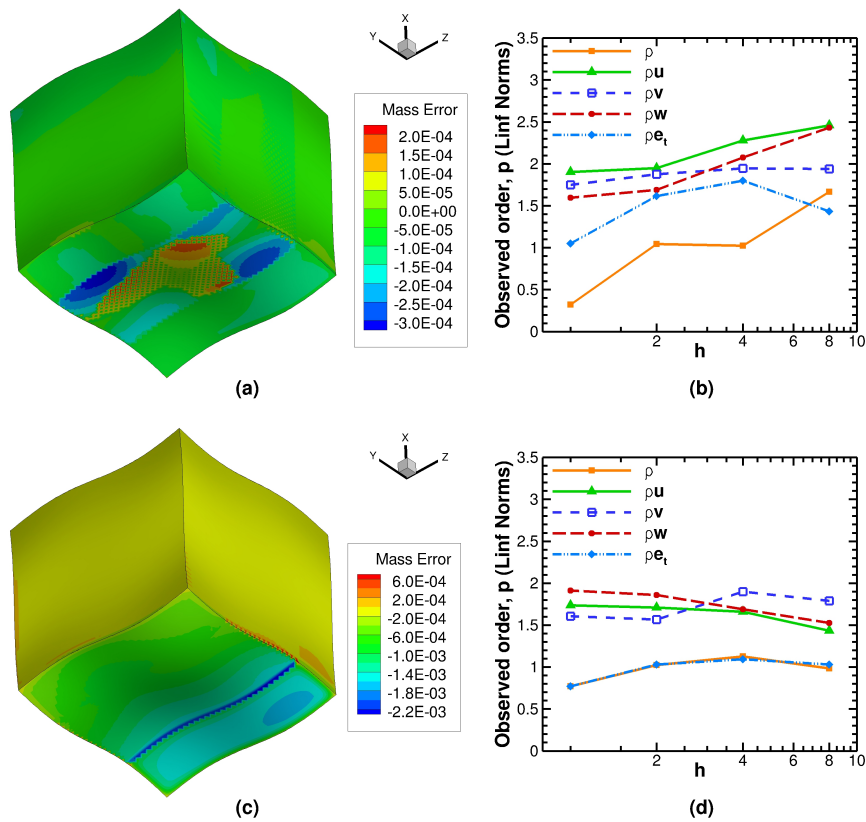 X
Y
Z
Mass Error
2.0E-04
1.5E-04
1.0E-04
5.0E-05
0.0E+00
-5.0E-05
-1.0E-04
-1.5E-04
-2.0E-04
-2.5E-04
-3.0E-04
(a)
Observed order, p (Linf Norms)
3.5
3
2.5
2
1.5
1
0.5
0
ρ
ρu
ρv
ρw
ρeₜ
2
4
6
8
10
h
(b)
X
Y
Z
Mass Error
6.0E-04
2.0E-04
-2.0E-04
-6.0E-04
-1.0E-03
-1.4E-03
-1.8E-03
-2.2E-03
(c)
Observed order, p (Linf Norms)
3.5
3
2.5
2
1.5
1
0.5
0
ρ
ρu
ρv
ρw
ρeₜ
2
4
6
8
10
h
(d)